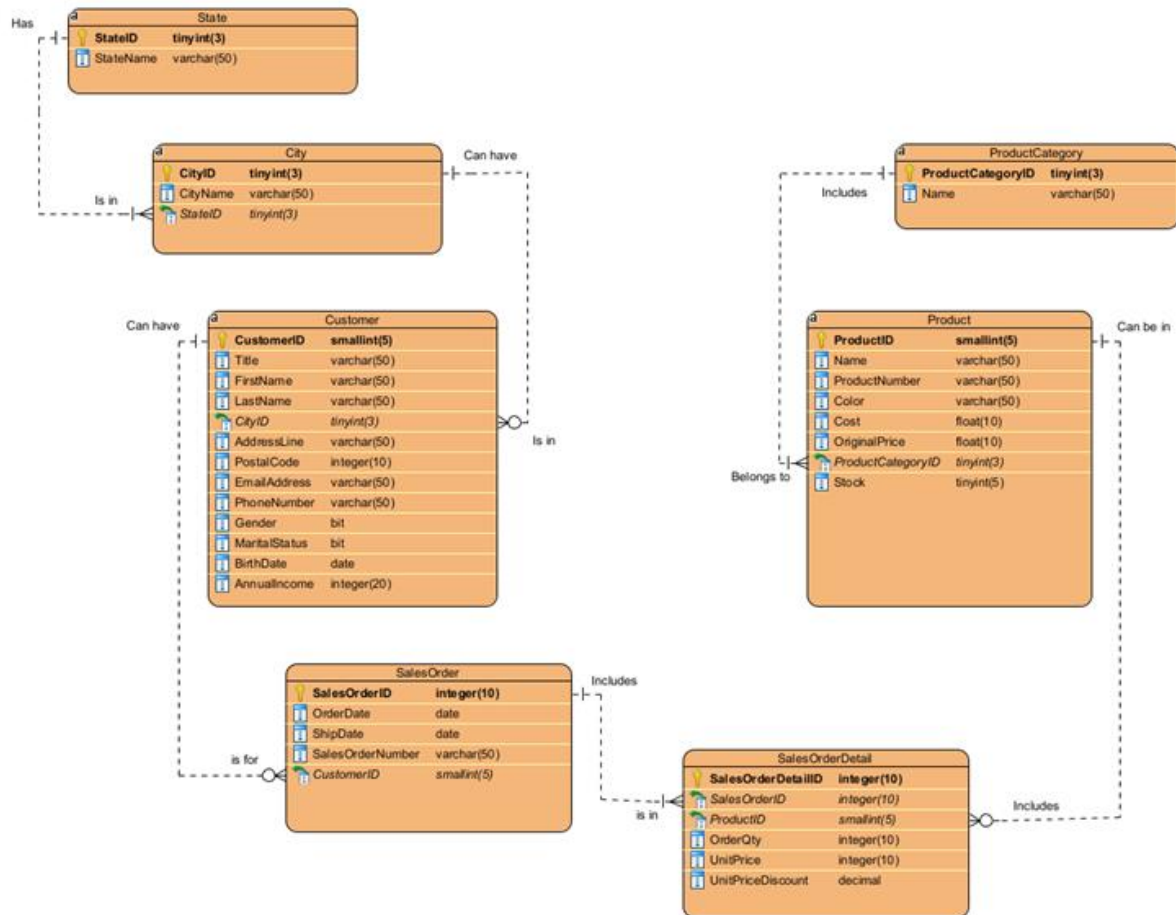 Has
State
StateID tinyint(3)
StateName varchar(50)
City
Can have
CityID tinyint(3)
CityName varchar(50)
Is in
StateID tinyint(3)
ProductCategory
Includes
ProductCategoryID tinyint(3)
Name varchar(50)
Can have
Customer
CustomerID smallint(5)
Title varchar(50)
FirstName varchar(50)
LastName varchar(50)
CityID tinyint(3)
Is in
AddressLine varchar(50)
PostalCode integer(10)
EmailAddress varchar(50)
PhoneNumber varchar(50)
Gender bit
MaritalStatus bit
BirthDate date
AnnualIncome integer(20)
Product
Can be in
ProductID smallint(5)
Name varchar(50)
ProductNumber varchar(50)
Color varchar(50)
Cost float(10)
OriginalPrice float(10)
ProductCategoryID tinyint(3)
Belongs to
Stock tinyint(5)
SalesOrder
Includes
SalesOrderID integer(10)
OrderDate date
ShipDate date
SalesOrderNumber varchar(50)
is for
CustomerID smallint(5)
SalesOrderDetail
SalesOrderDetailID integer(10)
SalesOrderID integer(10)
is in
ProductID smallint(5)
Includes
OrderQty integer(10)
UnitPrice integer(10)
UnitPriceDiscount decimal